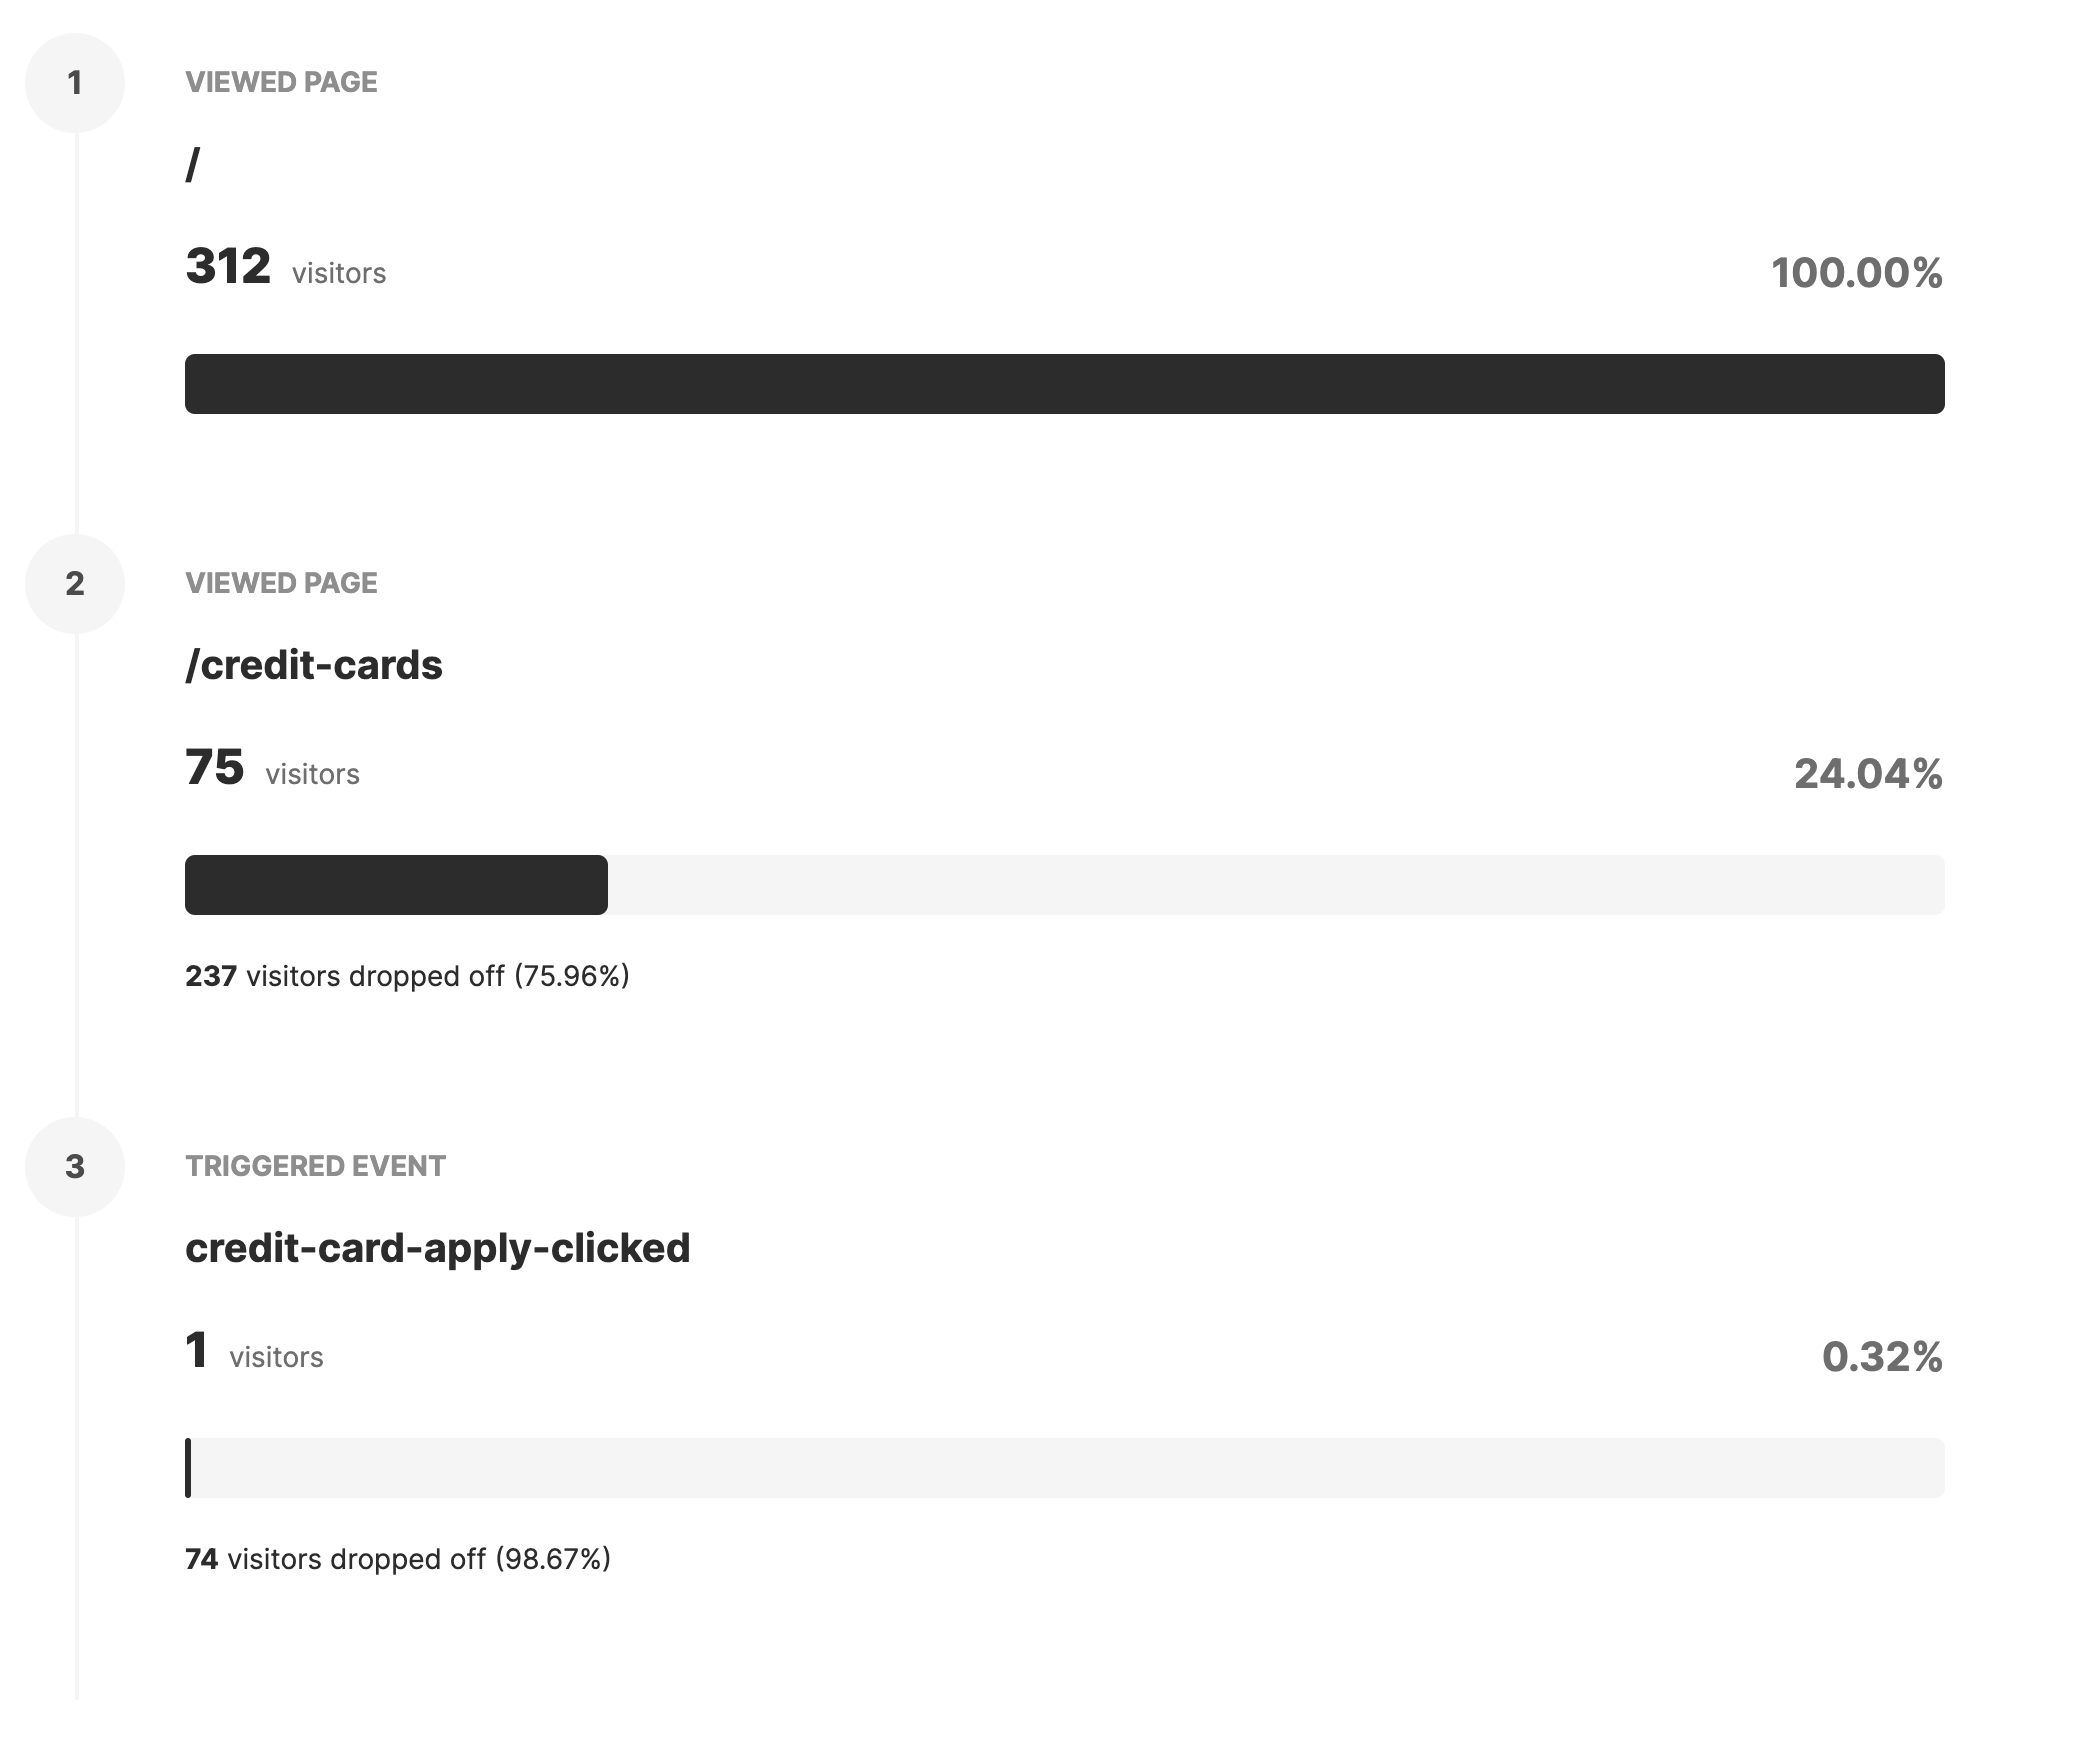 1
VIEWED PAGE
/
312 visitors
100.00%
2
VIEWED PAGE
/credit-cards
75 visitors
24.04%
237 visitors dropped off (75.96%)
3
TRIGGERED EVENT
credit-card-apply-clicked
1 visitors
0.32%
74 visitors dropped off (98.67%)